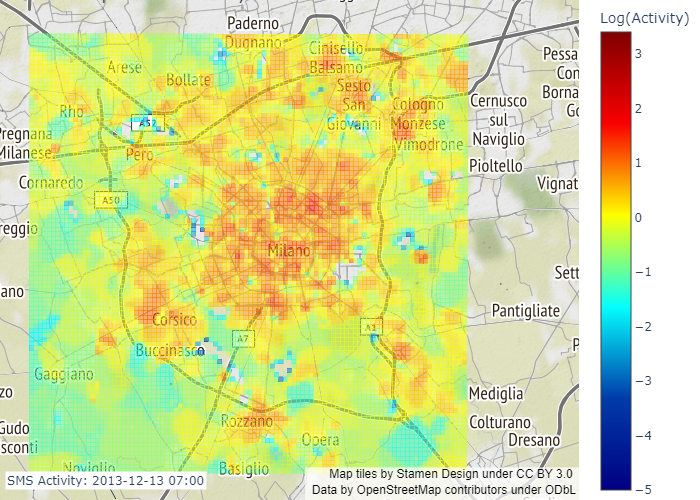 Paderno
Dugnano
Cinisello
Balsamo
Arese
Bollate
Sesto
San
Giovanni
Cologno
Monzese
Vimodrone
Pessa
Con
Borna
Go
Cernusco
sul
Naviglio
Rho
A52
Pregnana
Milanese
Pero
Pioltello
Cornaredo
Vignat
A50
reggio
Milano
Sett
ano
Pantigliate
Corsico
A7
A1
P
Buccinasco
Gaggiano
zo
Mediglia
Rozzano
Colturano
Gudo
sconti
Opera
Dresano
Noviglio
Basiglio
SMS Activity: 2013-12-13 07:00
Map tiles by Stamen Design under CC BY 3.0
Data by OpenStreetMap contributors under ODbL
Log(Activity)
3
2
1
0
−1
−2
−3
−4
−5